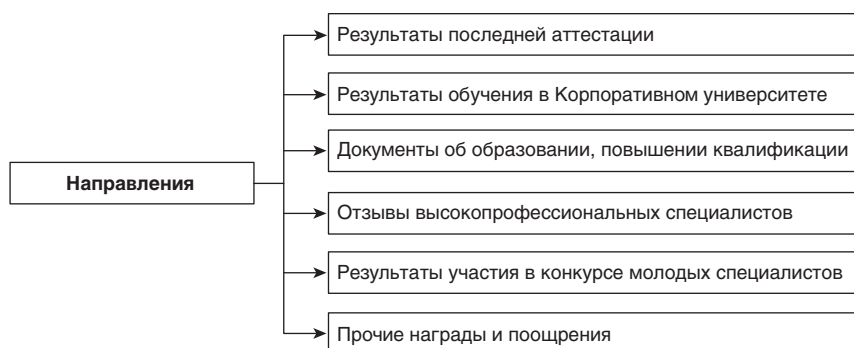 Направления
Результаты последней аттестации
Результаты обучения в Корпоративном университете
Документы об образовании, повышении квалификации
Отзывы высокопрофессиональных специалистов
Результаты участия в конкурсе молодых специалистов
Прочие награды и поощрения